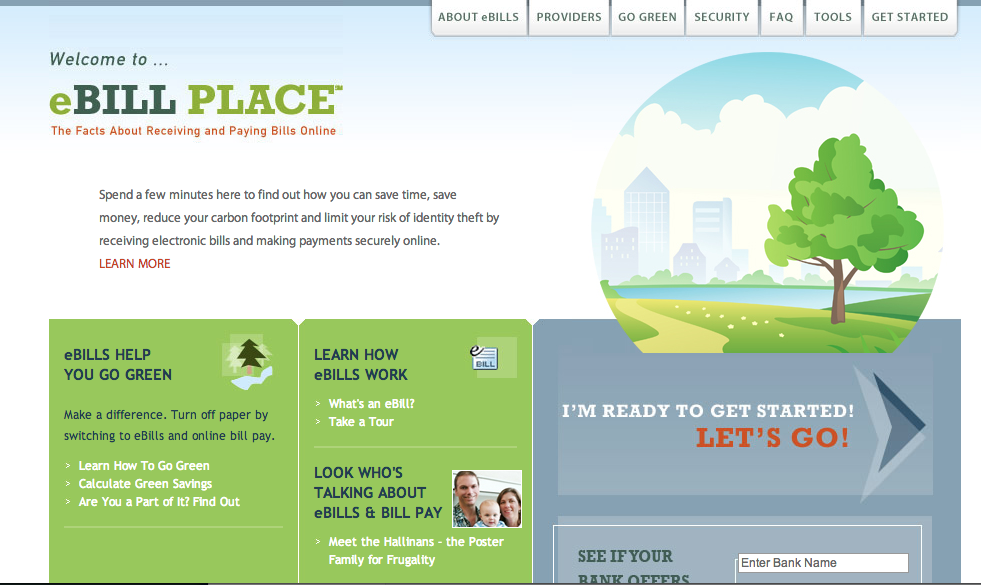 ABOUT eBILLS PROVIDERS GO GREEN SECURITY FAQ TOOLS GET STARTED
Welcome to ...
eBILL PLACE™
The Facts About Receiving and Paying Bills Online
Spend a few minutes here to find out how you can save time, save
money, reduce your carbon footprint and limit your risk of identity theft by
receiving electronic bills and making payments securely online.
LEARN MORE
eBILLS HELP
YOU GO GREEN
Make a difference. Turn off paper by
switching to eBills and online bill pay.
> Learn How To Go Green
> Calculate Green Savings
> Are You a Part of It? Find Out
LEARN HOW
eBILLS WORK
e
BILL
> What's an eBill?
> Take a Tour
LOOK WHO'S
TALKING ABOUT
eBILLS & BILL PAY
> Meet the Hallinans - the Poster
Family for Frugality
I'M READY TO GET STARTED!
LET'S GO!
SEE IF YOUR
BANK OFFERS
Enter Bank Name